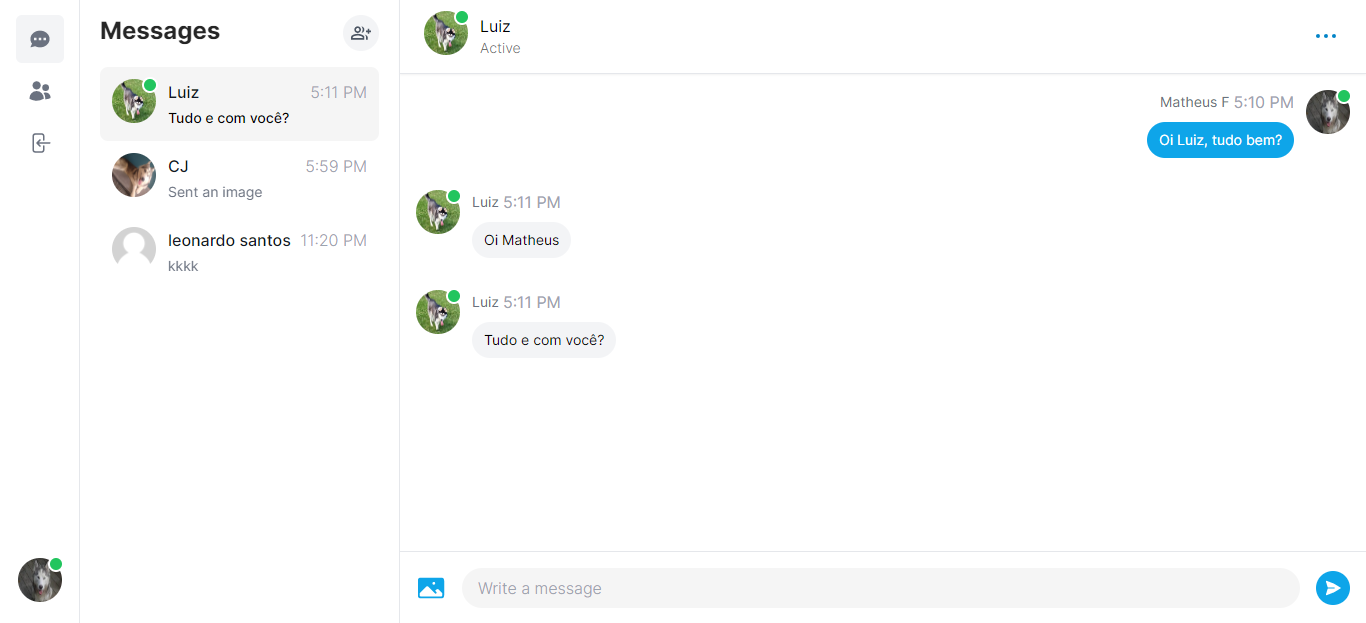 Messages
Luiz 5:11 PM
Tudo e com você?
CJ 5:59 PM
Sent an image
leonardo santos 11:20 PM
kkkk
Luiz
Active
Matheus F 5:10 PM
Oi Luiz, tudo bem?
Luiz 5:11 PM
Oi Matheus
Luiz 5:11 PM
Tudo e com você?
Write a message